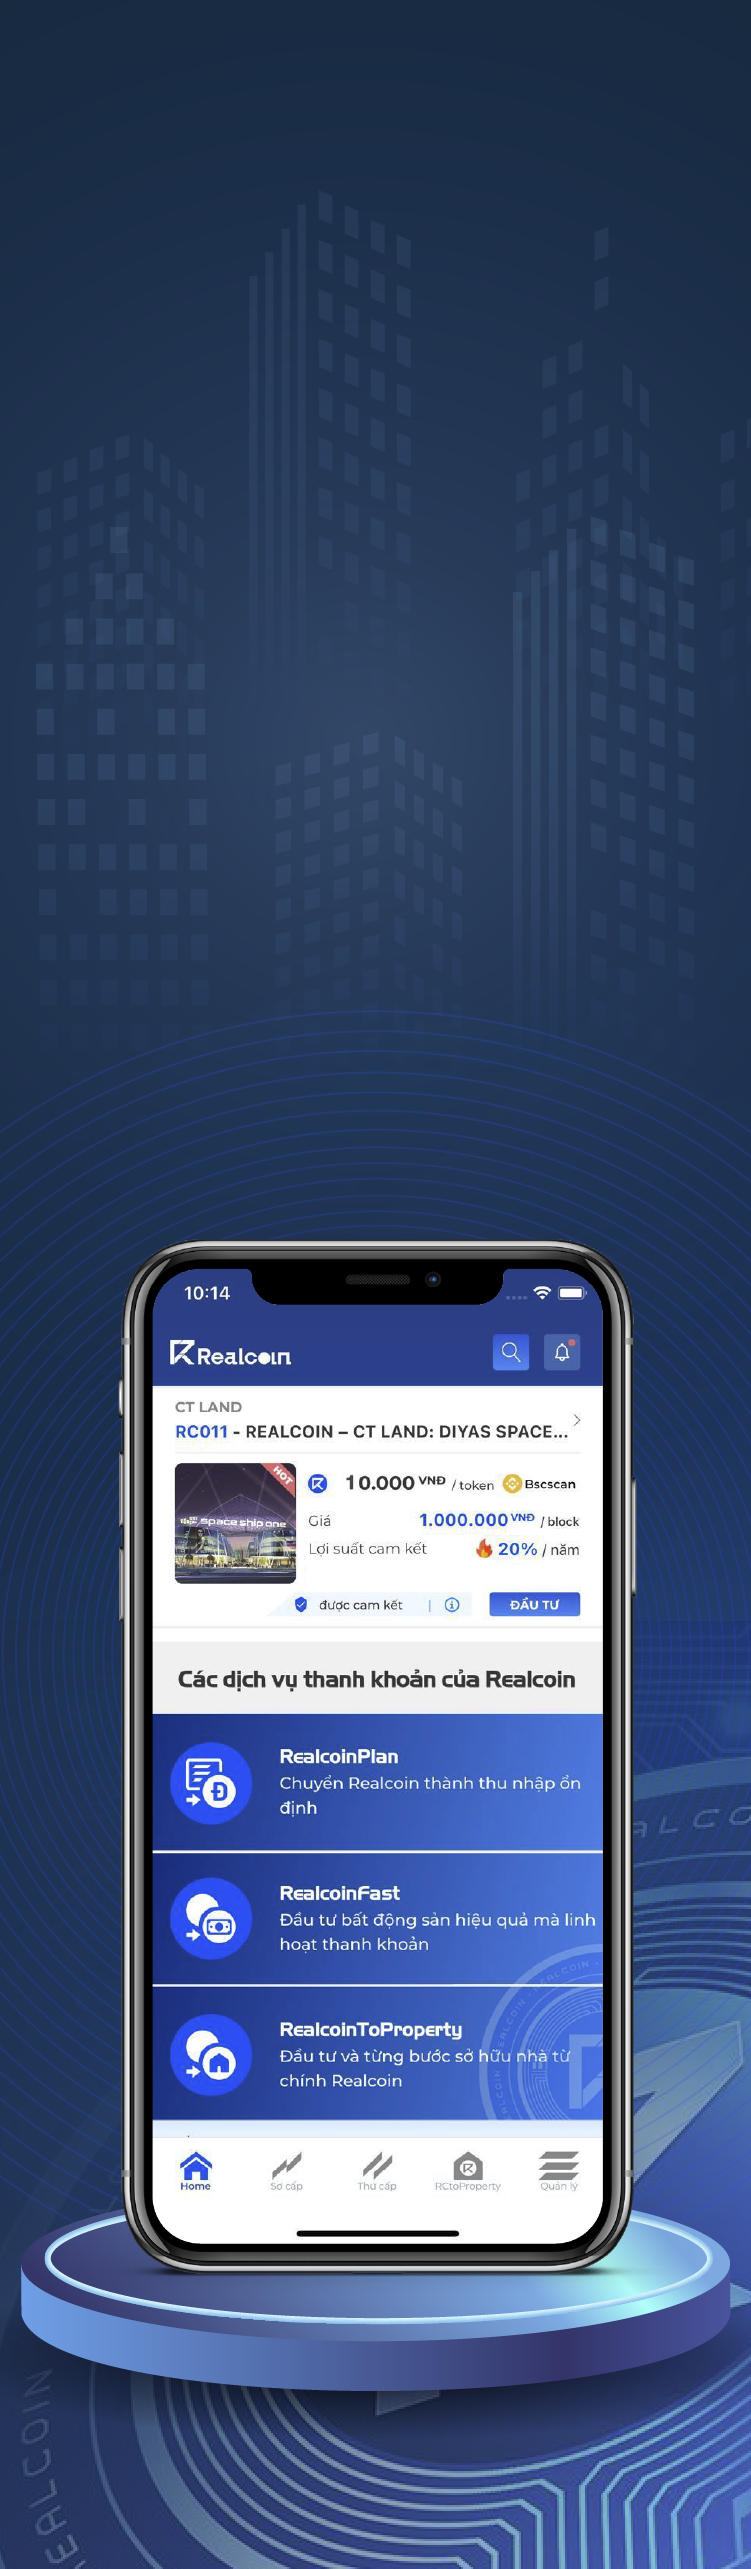 10:14
Realcoin
CT LAND
RC011 - REALCOIN – CT LAND: DIYAS SPACE...
HOT
space ship one
10.000 VNĐ / token Bscscan
Giá 1.000.000 VNĐ / block
Lợi suất cam kết 20% / năm
được cam kết | ĐẦU TƯ
Các dịch vụ thanh khoản của Realcoin
RealcoinPlan
Chuyển Realcoin thành thu nhập ổn
định
RealcoinFast
Đầu tư bất động sản hiệu quả mà linh
hoạt thanh khoản
RealcoinToProperty
Đầu tư và từng bước sở hữu nhà từ
chính Realcoin
Home Sơ cấp Thứ cấp RCtoProperty Quản lý